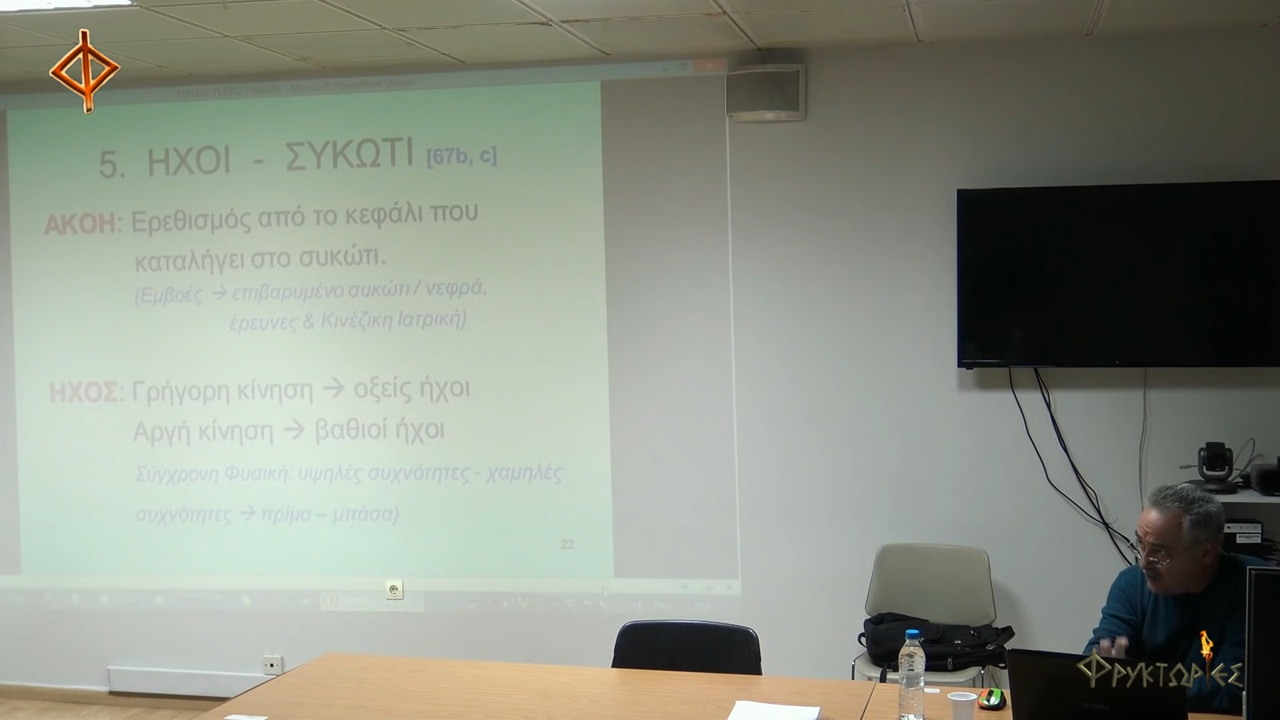 5. ΗΧΟΙ - ΣΥΚΩΤΙ [67b, c]
ΑΚΟΗ: Ερεθισμός από το κεφάλι που
καταλήγει στο συκώτι.
(Εμβοές → επιβαρυμένο συκώτι / νεφρά,
έρευνες & Κινέζικη Ιατρική)
ΗΧΟΣ: Γρήγορη κίνηση → οξείς ήχοι
Αργή κίνηση → βαθιοί ήχοι
Σύγχρονη Φυσική: υψηλές συχνότητες - χαμηλές
συχνότητες → πρίμα – μπάσα)
22
Φρυκτωρίες